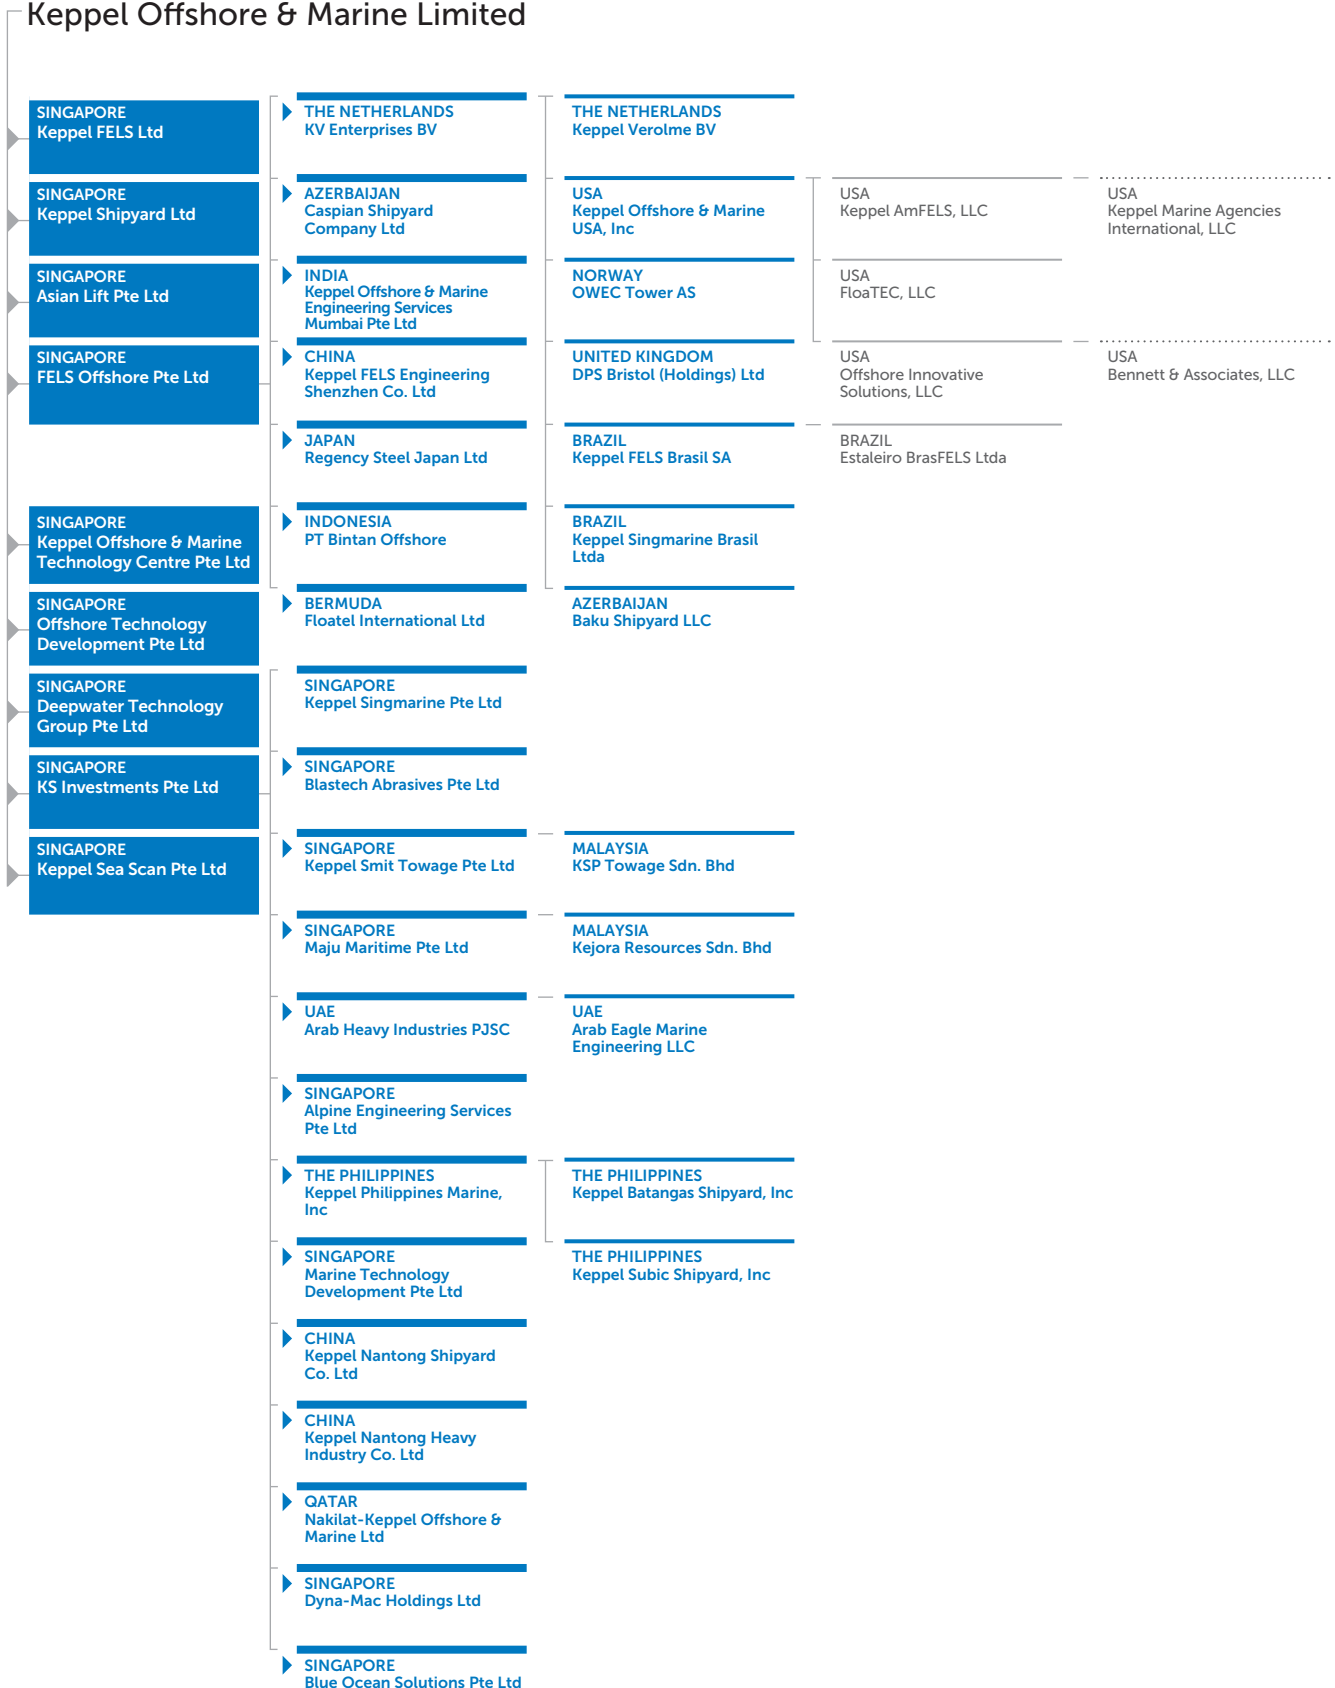 Keppel Offshore & Marine Limited
SINGAPORE
Keppel FELS Ltd
SINGAPORE
Keppel Shipyard Ltd
SINGAPORE
Asian Lift Pte Ltd
SINGAPORE
FELS Offshore Pte Ltd
SINGAPORE
Keppel Offshore & Marine
Technology Centre Pte Ltd
SINGAPORE
Offshore Technology
Development Pte Ltd
SINGAPORE
Deepwater Technology
Group Pte Ltd
SINGAPORE
KS Investments Pte Ltd
SINGAPORE
Keppel Sea Scan Pte Ltd
THE NETHERLANDS
KV Enterprises BV
AZERBAIJAN
Caspian Shipyard
Company Ltd
INDIA
Keppel Offshore & Marine
Engineering Services
Mumbai Pte Ltd
CHINA
Keppel FELS Engineering
Shenzhen Co. Ltd
JAPAN
Regency Steel Japan Ltd
INDONESIA
PT Bintan Offshore
BERMUDA
Floatel International Ltd
SINGAPORE
Keppel Singmarine Pte Ltd
SINGAPORE
Blastech Abrasives Pte Ltd
SINGAPORE
Keppel Smit Towage Pte Ltd
SINGAPORE
Maju Maritime Pte Ltd
UAE
Arab Heavy Industries PJSC
SINGAPORE
Alpine Engineering Services
Pte Ltd
THE PHILIPPINES
Keppel Philippines Marine,
Inc
SINGAPORE
Marine Technology
Development Pte Ltd
CHINA
Keppel Nantong Shipyard
Co. Ltd
CHINA
Keppel Nantong Heavy
Industry Co. Ltd
QATAR
Nakilat-Keppel Offshore &
Marine Ltd
SINGAPORE
Dyna-Mac Holdings Ltd
SINGAPORE
Blue Ocean Solutions Pte Ltd
THE NETHERLANDS
Keppel Verolme BV
USA
Keppel Offshore & Marine
USA, Inc
NORWAY
OWEC Tower AS
UNITED KINGDOM
DPS Bristol (Holdings) Ltd
BRAZIL
Keppel FELS Brasil SA
BRAZIL
Keppel Singmarine Brasil
Ltda
AZERBAIJAN
Baku Shipyard LLC
MALAYSIA
KSP Towage Sdn. Bhd
MALAYSIA
Kejora Resources Sdn. Bhd
UAE
Arab Eagle Marine
Engineering LLC
THE PHILIPPINES
Keppel Batangas Shipyard, Inc
THE PHILIPPINES
Keppel Subic Shipyard, Inc
USA
Keppel AmFELS, LLC
USA
FloaTEC, LLC
USA
Offshore Innovative
Solutions, LLC
BRAZIL
Estaleiro BrasFELS Ltda
USA
Keppel Marine Agencies
International, LLC
USA
Bennett & Associates, LLC